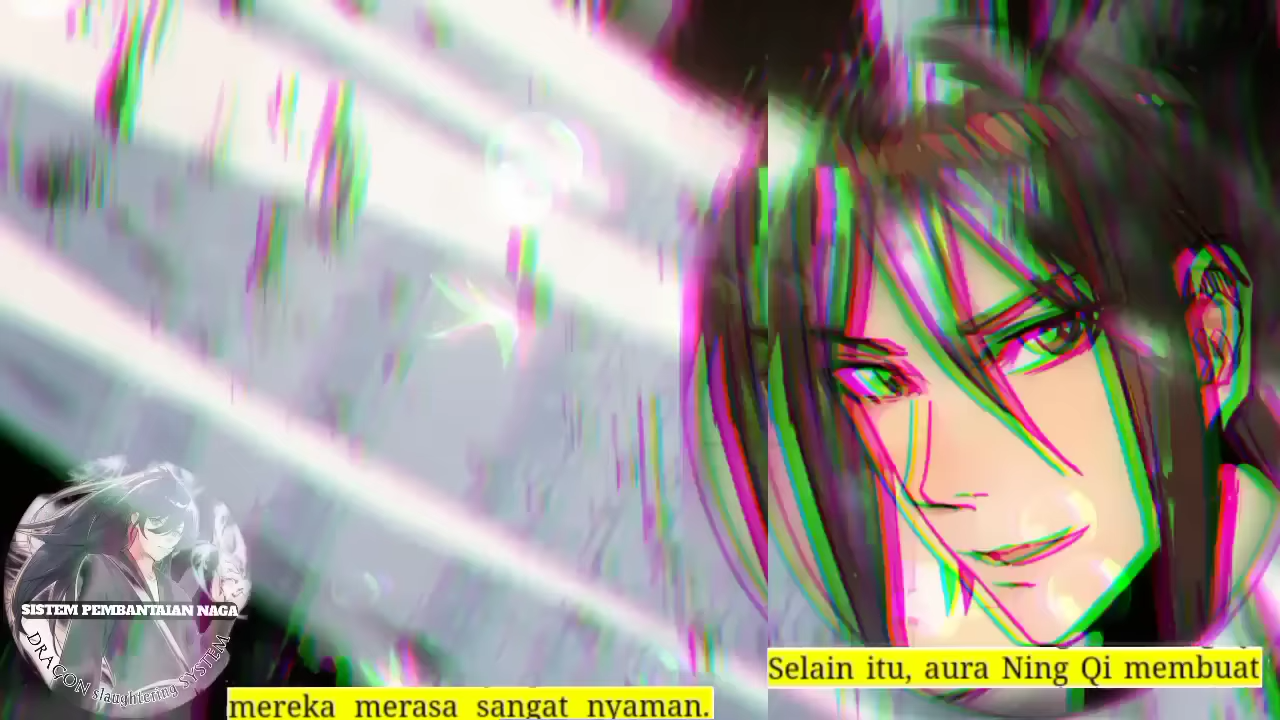 Selain itu, aura Ning Qi membuat
mereka merasa sangat nyaman.
SISTEM PEMBANTAIAN NAGA
DRAGON slaughtering SYSTEM